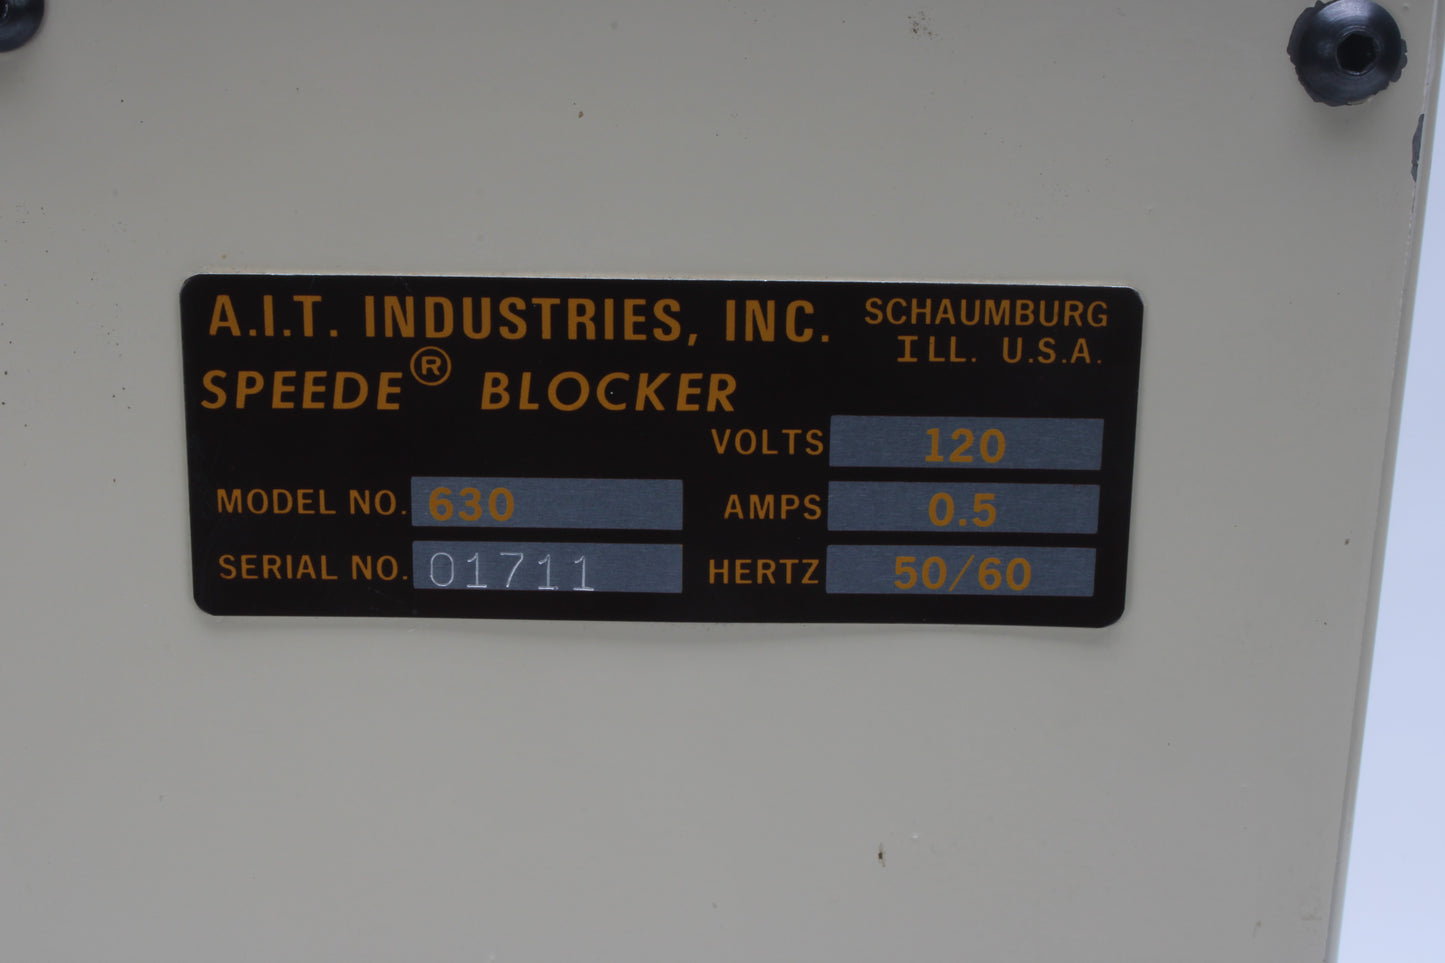 A.I.T. INDUSTRIES, INC. SCHAUMBURG
ILL. U.S.A.
SPEEDE® BLOCKER
VOLTS 120
MODEL NO. 630 AMPS 0.5
SERIAL NO. 01711 HERTZ 50/60